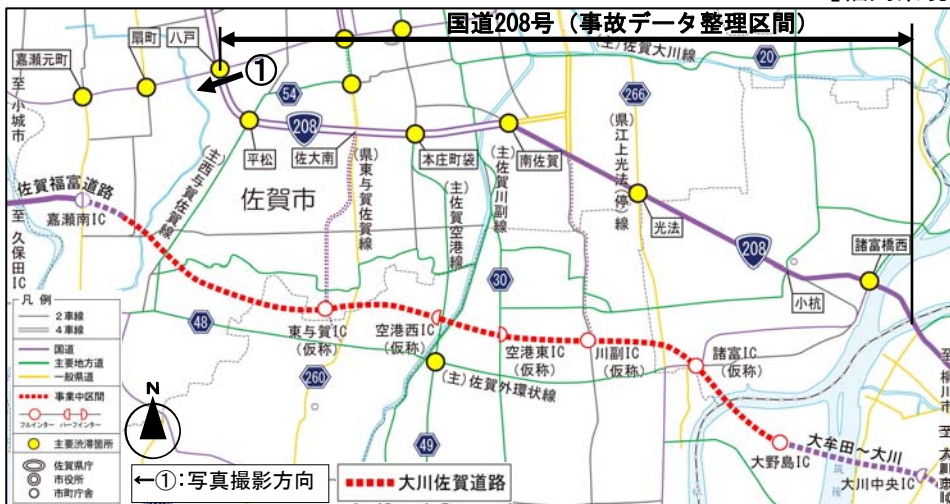 国道208号（事故データ整理区間）
扇町
八戸
嘉瀬元町
①
至 小城市
54
(主)佐賀大川線
20
266
208
平松
佐大南
本庄町袋
南佐賀
(県)江上光法(停)線
(主)西与賀佐賀線
(県)東与賀佐賀線
(主)佐賀空港線
(主)佐賀川副線
佐賀市
佐賀福富道路
嘉瀬南IC
至 久保田IC
光法
208
諸富橋西
小杭
30
48
東与賀IC
(仮称)
空港西IC
(仮称)
空港東IC
(仮称)
川副IC
(仮称)
諸富IC
(仮称)
260
(主)佐賀外環状線
49
大野島IC
大牟田～大川
大川中央IC
筑後
凡例
2車線
4車線
国道
主要地方道
一般県道
事業中区間
フルインター ハーフインター
主要渋滞箇所
佐賀県庁
市役所
市町庁舎
N
←①:写真撮影方向
大川佐賀道路